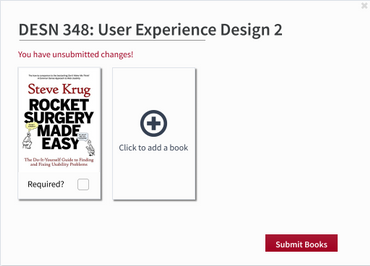 DESN 348: User Experience Design 2
You have unsubmitted changes!
Steve Krug
ROCKET
SURGERY
MADE
EASY
The Do-It-Yourself Guide to Finding
and Fixing Usability Problems
Required?
Click to add a book
Submit Books